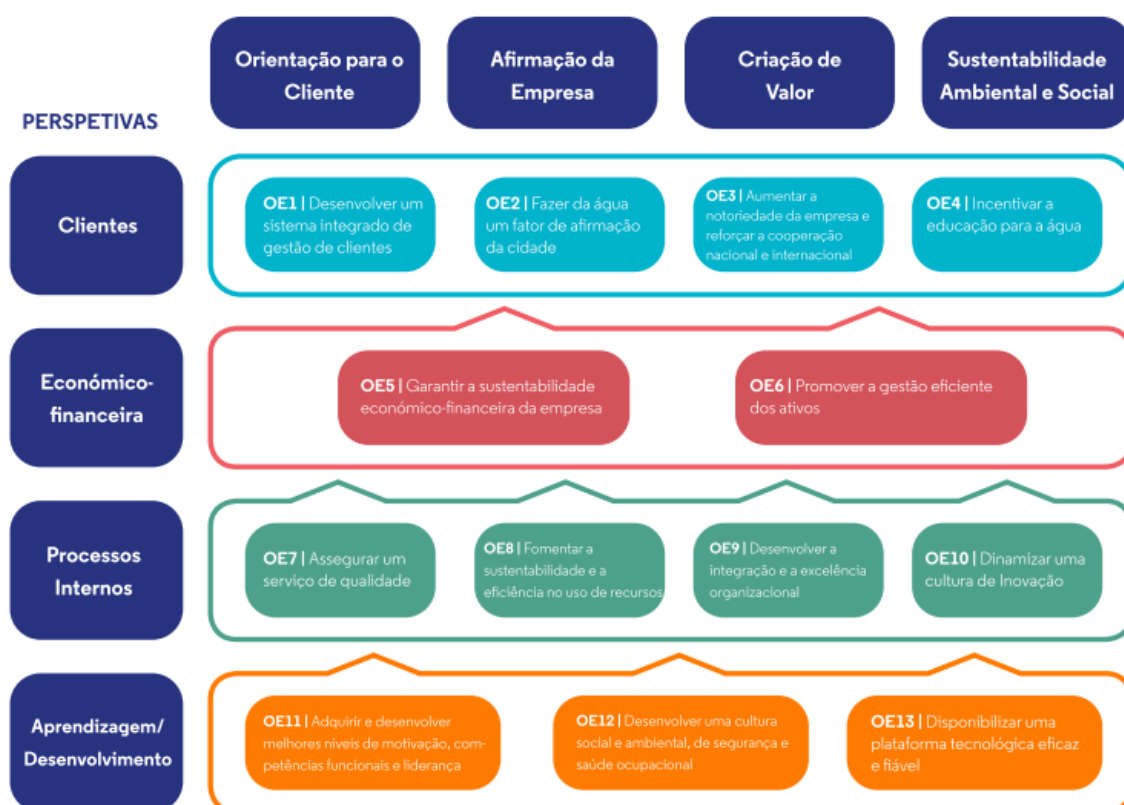 Orientação para o
Cliente
Afirmação da
Empresa
Criação de
Valor
Sustentabilidade
Ambiental e Social
PERSPETIVAS
Clientes
OE1 | Desenvolver um
sistema integrado de
gestão de clientes
OE2 | Fazer da água
um fator de afirmação
da cidade
OE3 | Aumentar a
notoriedade da empresa e
reforçar a cooperação
nacional e internacional
OE4 | Incentivar a
educação para a água
Económico-
financeira
OE5 | Garantir a sustentabilidade
económico-financeira da empresa
OE6 | Promover a gestão eficiente
dos ativos
Processos
Internos
OE7 | Assegurar um
serviço de qualidade
OE8 | Fomentar a
sustentabilidade e a
eficiência no uso de recursos
OE9 | Desenvolver a
integração e a excelência
organizacional
OE10 | Dinamizar uma
cultura de Inovação
Aprendizagem/
Desenvolvimento
OE11 | Adquirir e desenvolver
melhores niveis de motivação, com-
petências funcionais e liderança
OE12 | Desenvolver uma cultura
social e ambiental, de segurança e
saúde ocupacional
OE13 | Disponibilizar uma
plataforma tecnológica eficaz
e fiável